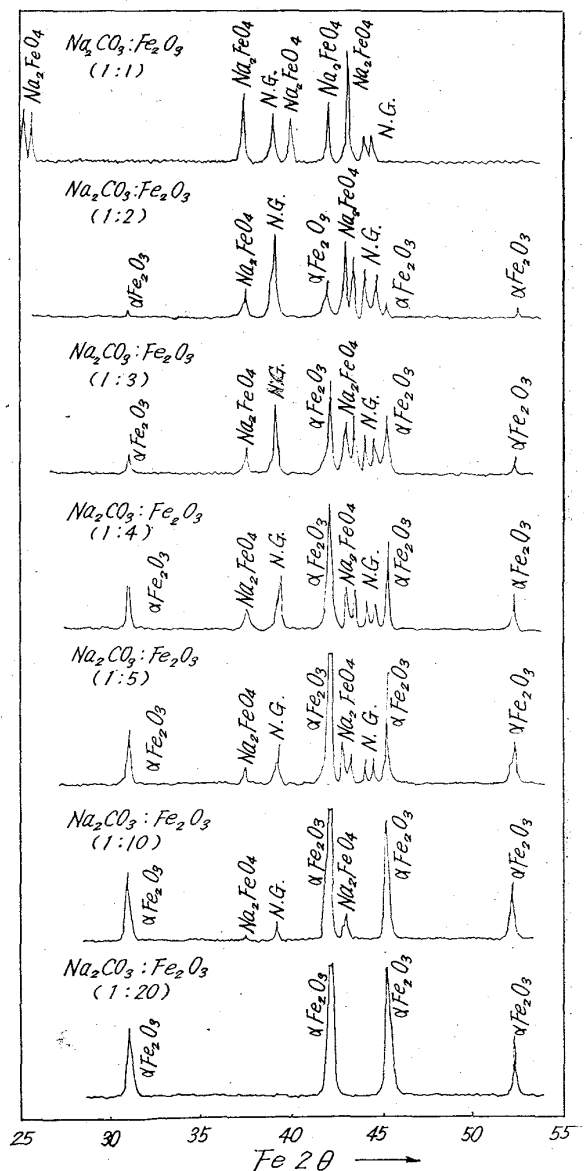 Na₂CO₃:Fe₂O₃
(1:1)
Na₂FeO₄
Na₂FeO₄
N.G.
Na₂FeO₄
Na₂FeO₄
Na₂FeO₄
N.G.
Na₂CO₃:Fe₂O₃
(1:2)
αFe₂O₃
Na₂FeO₄
N.G.
αFe₂O₃
Na₂FeO₄
N.G.
αFe₂O₃
αFe₂O₃
Na₂CO₃:Fe₂O₃
(1:3)
αFe₂O₃
Na₂FeO₄
N.G.
αFe₂O₃
Na₂FeO₄
N.G.
αFe₂O₃
αFe₂O₃
Na₂CO₃:Fe₂O₃
(1:4)
αFe₂O₃
Na₂FeO₄
N.G.
αFe₂O₃
Na₂FeO₄
N.G.
αFe₂O₃
αFe₂O₃
Na₂CO₃:Fe₂O₃
(1:5)
αFe₂O₃
Na₂FeO₄
N.G.
αFe₂O₃
Na₂FeO₄
N.G.
αFe₂O₃
αFe₂O₃
Na₂CO₃:Fe₂O₃
(1:10)
αFe₂O₃
Na₂FeO₄
N.G.
αFe₂O₃
Na₂FeO₄
αFe₂O₃
αFe₂O₃
Na₂CO₃:Fe₂O₃
(1:20)
αFe₂O₃
αFe₂O₃
αFe₂O₃
αFe₂O₃
25 30 35 40 45 50 55
Fe 2θ →